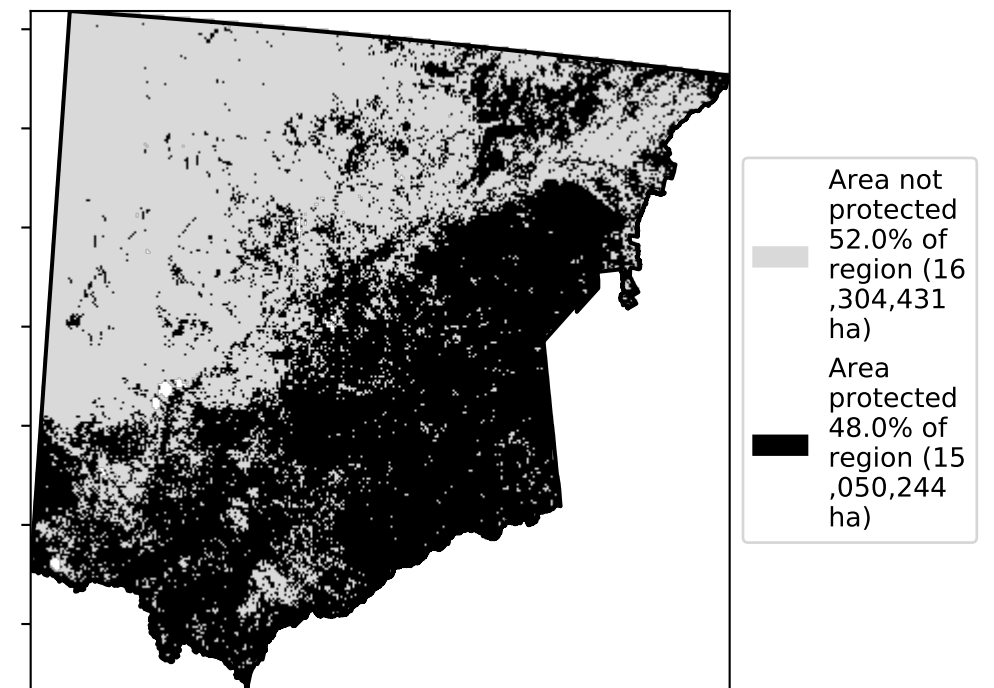 Area not
protected
52.0% of
region (16
,304,431
ha)
Area
protected
48.0% of
region (15
,050,244
ha)